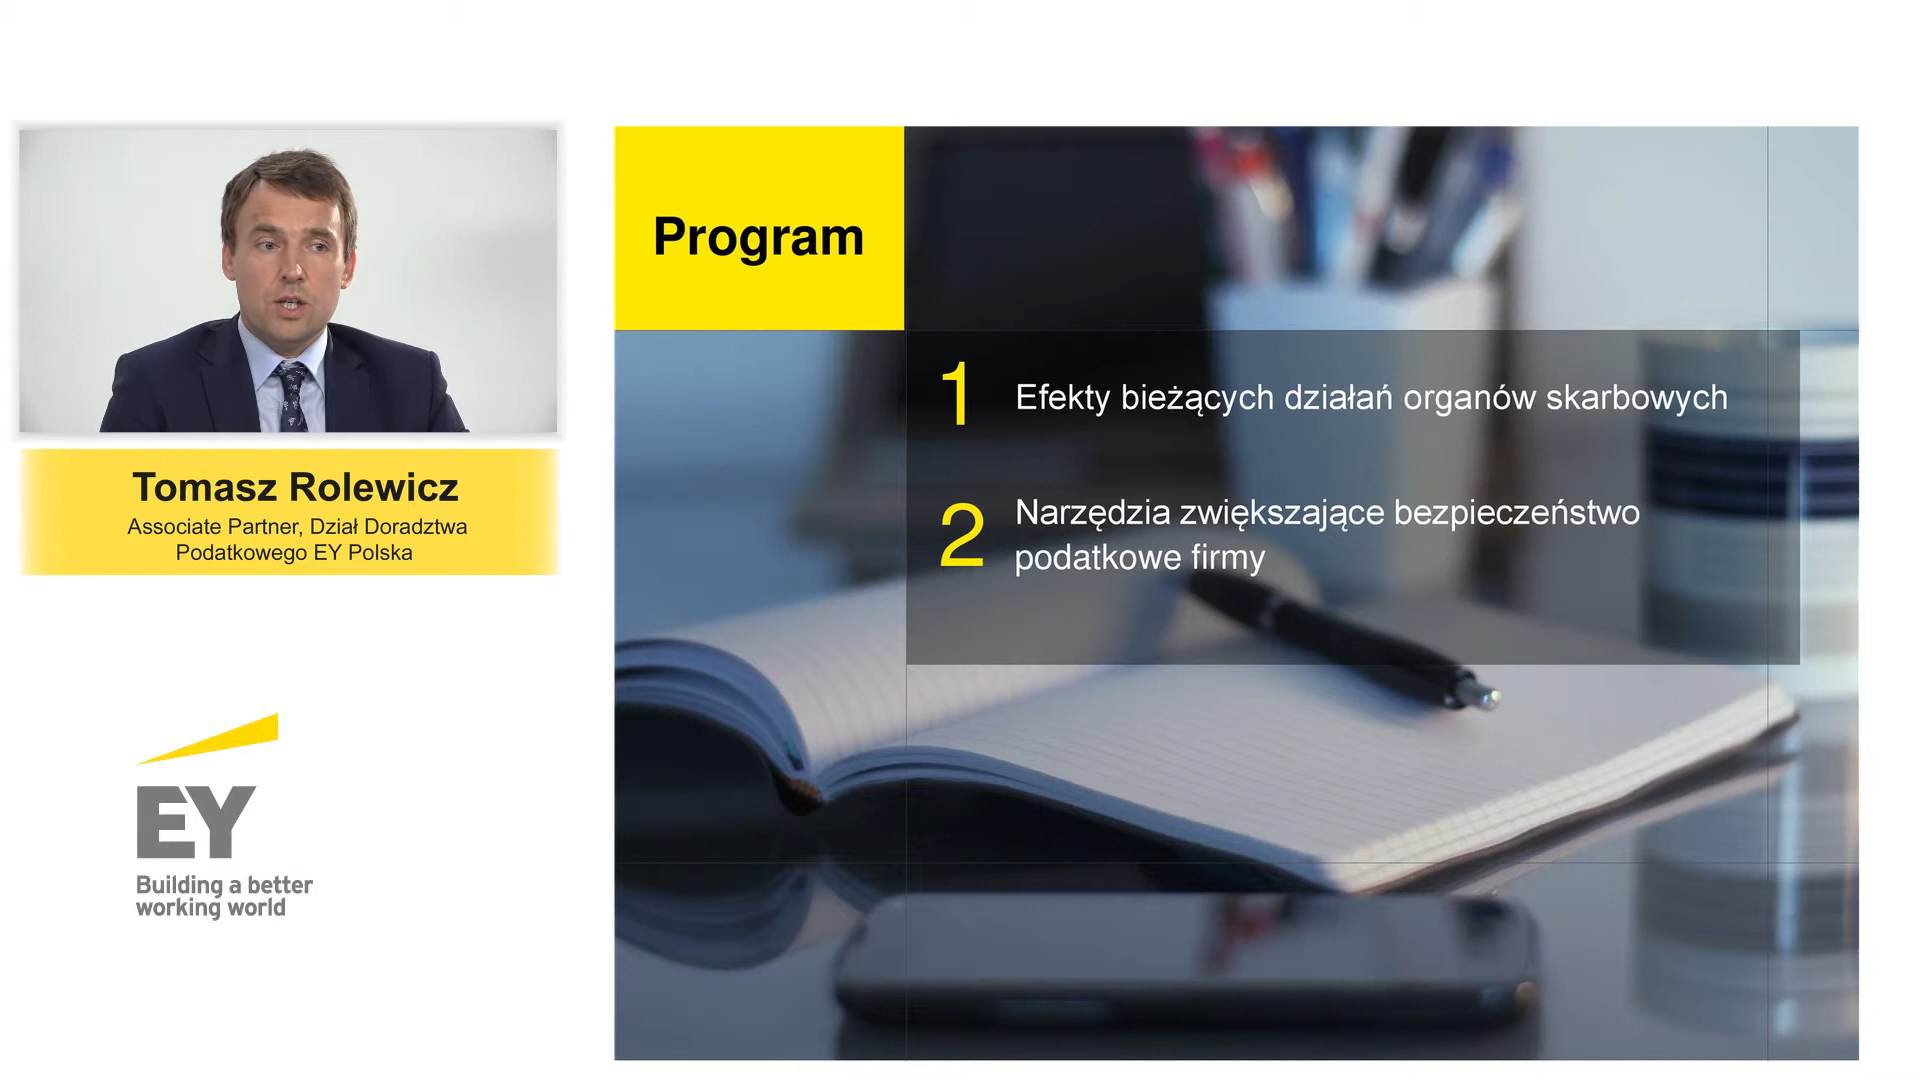 Program
1 Efekty bieżących działań organów skarbowych
2 Narzędzia zwiększające bezpieczeństwo
podatkowe firmy
Tomasz Rolewicz
Associate Partner, Dział Doradztwa
Podatkowego EY Polska
EY
Building a better
working world